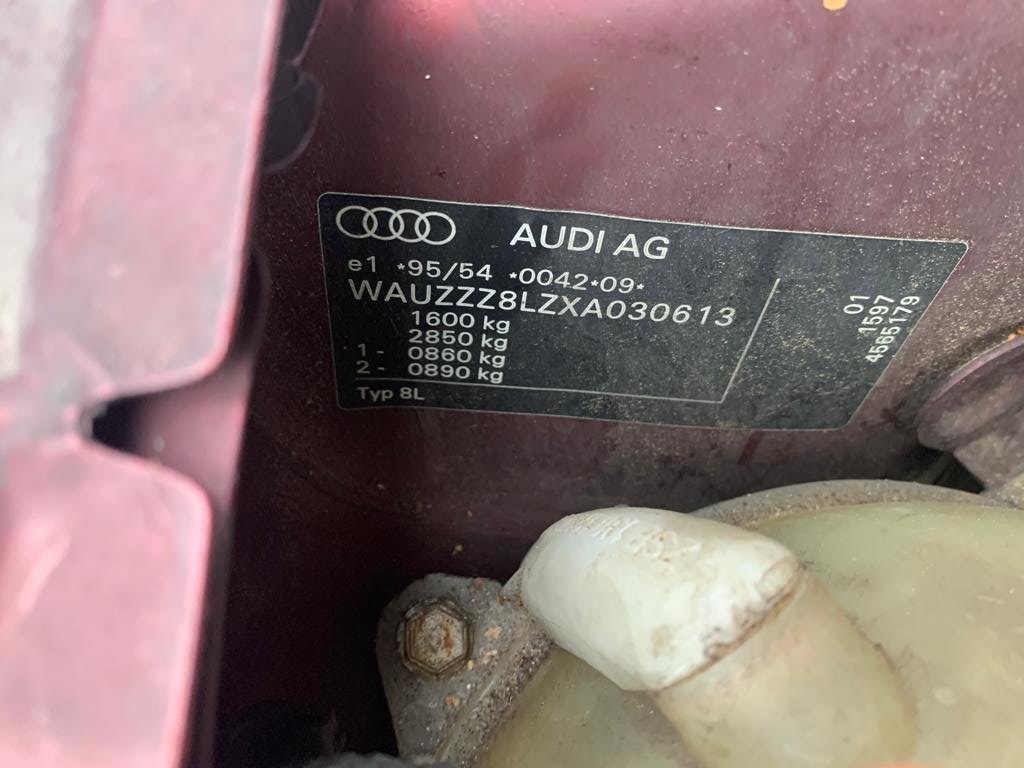 AUDI AG
e1 *95/54 *0042*09*
WAUZZZ8LZXA030613
1600 kg
2850 kg
1- 0860 kg
2- 0890 kg
Typ 8L
01
1597
4565179